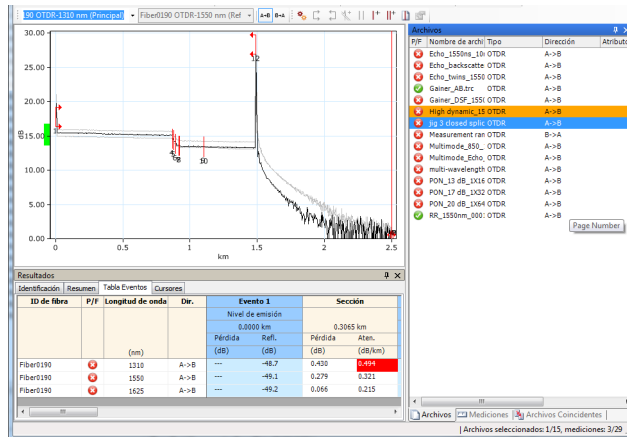 190 OTDR-1310 nm (Principal)
Fiber0190 OTDR-1550 nm (Ref
A-B B-A
30.00
25.00
20.00
15.00
10.00
5.00
0.00
dB
12
10
0 0.5 1 1.5 2 2.5
km
Archivos
P/F Nombre de archi Tipo Dirección Atributo
Echo_1550ns_10 OTDR A->B
Echo_backscatte OTDR A->B
Echo_twins_1550 OTDR A->B
Gainer_AB.trc OTDR A->B
Gainer_DSF_155 OTDR A->B
High dynamic_15 OTDR A->B
jig 3 closed splic OTDR A->B
Measurement ran OTDR B->A
Multimode_850_ OTDR A->B
Multimode_Echo_ OTDR A->B
multi-wavelength OTDR A->B
PON_13 dB_1X16 OTDR A->B
PON_17 dB_1X32 OTDR A->B
PON_20 dB_1X64 OTDR A->B
RR_1550nm_000: OTDR A->B
Page Number
Resultados
Identificación Resumen Tabla Eventos Cursores
ID de fibra P/F Longitud de onda Dir. Evento 1 Sección
Nivel de emisión
0.0000 km 0.3065 km
Pérdida Refl. Pérdida Aten.
(nm) (dB) (dB) (dB) (dB/km)
Fiber0190 1310 A->B --- -48.7 0.430 0.494
Fiber0190 1550 A->B --- -49.1 0.279 0.321
Fiber0190 1625 A->B --- -49.2 0.066 0.215
Archivos Mediciones Archivos Coincidentes
Archivos seleccionados: 1/15, mediciones: 3/29